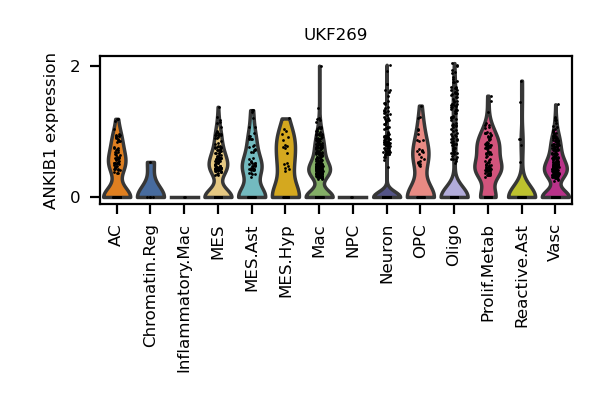 UKF269
ANKIB1 expression
2
0
AC
Chromatin.Reg
Inflammatory.Mac
MES
MES.Ast
MES.Hyp
Mac
NPC
Neuron
OPC
Oligo
Prolif.Metab
Reactive.Ast
Vasc